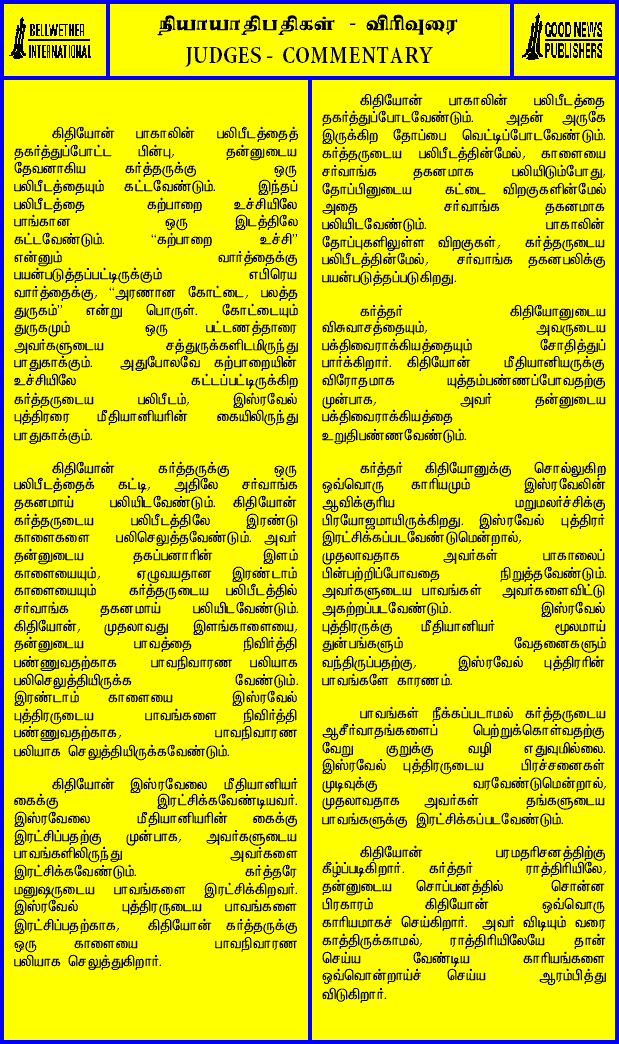 BELLWETHER
INTERNATIONAL
நியாயாதிபதிகள் - விரிவுரை
JUDGES - COMMENTARY
GOOD NEWS
PUBLISHERS
கிதியோன் பாகாலின் பலிபீடத்தைத்
தகர்த்துப்போட்ட பின்பு, தன்னுடைய
தேவனாகிய கர்த்தருக்கு ஒரு
பலிபீடத்தையும் கட்டவேண்டும். இந்தப்
பலிபீடத்தை கற்பாறை உச்சியிலே
பாங்கான ஒரு இடத்திலே
கட்டவேண்டும். “கற்பாறை உச்சி”
என்னும் வார்த்தைக்கு
பயன்படுத்தப்பட்டிருக்கும் எபிரெய
வார்த்தைக்கு, “அரணான கோட்டை, பலத்த
துருகம்” என்று பொருள். கோட்டையும்
துருகமும் ஒரு பட்டணத்தாரை
அவர்களுடைய சத்துருக்களிடமிருந்து
பாதுகாக்கும். அதுபோலவே கற்பாறையின்
உச்சியிலே கட்டப்பட்டிருக்கிற
கர்த்தருடைய பலிபீடம், இஸ்ரவேல்
புத்திரரை மீதியானியரின் கையிலிருந்து
பாதுகாக்கும்.
கிதியோன் கர்த்தருக்கு ஒரு
பலிபீடத்தைக் கட்டி, அதிலே சர்வாங்க
தகனமாய் பலியிடவேண்டும். கிதியோன்
கர்த்தருடைய பலிபீடத்திலே இரண்டு
காளைகளை பலிசெலுத்தவேண்டும். அவர்
தன்னுடைய தகப்பனாரின் இளம்
காளையையும், ஏழுவயதான இரண்டாம்
காளையையும் கர்த்தருடைய பலிபீடத்தில்
சர்வாங்க தகனமாய் பலியிடவேண்டும்.
கிதியோன், முதலாவது இளங்காளையை,
தன்னுடைய பாவத்தை நிவிர்த்தி
பண்ணுவதற்காக பாவநிவாரண பலியாக
பலிசெலுத்தியிருக்க வேண்டும்.
இரண்டாம் காளையை இஸ்ரவேல்
புத்திரருடைய பாவங்களை நிவிர்த்தி
பண்ணுவதற்காக, பாவநிவாரண
பலியாக செலுத்தியிருக்கவேண்டும்.
கிதியோன் இஸ்ரவேலை மீதியானியர்
கைக்கு இரட்சிக்கவேண்டியவர்.
இஸ்ரவேலை மீதியானியரின் கைக்கு
இரட்சிப்பதற்கு முன்பாக, அவர்களுடைய
பாவங்களிலிருந்து அவர்களை
இரட்சிக்கவேண்டும். கர்த்தரே
மனுஷருடைய பாவங்களை இரட்சிக்கிறவர்.
இஸ்ரவேல் புத்திரருடைய பாவங்களை
இரட்சிப்பதற்காக, கிதியோன் கர்த்தருக்கு
ஒரு காளையை பாவநிவாரண
பலியாக செலுத்துகிறார்.
கிதியோன் பாகாலின் பலிபீடத்தை
தகர்த்துப்போடவேண்டும். அதன் அருகே
இருக்கிற தோப்பை வெட்டிப்போடவேண்டும்.
கர்த்தருடைய பலிபீடத்தின்மேல், காளையை
சர்வாங்க தகனமாக பலியிடும்போது,
தோப்பினுடைய கட்டை விறகுகளின்மேல்
அதை சர்வாங்க தகனமாக
பலியிடவேண்டும். பாகாலின்
தோப்புகளிலுள்ள விறகுகள், கர்த்தருடைய
பலிபீடத்தின்மேல், சர்வாங்க தகனபலிக்கு
பயன்படுத்தப்படுகிறது.
கர்த்தர் கிதியோனுடைய
விசுவாசத்தையும், அவருடைய
பக்திவைராக்கியத்தையும் சோதித்துப்
பார்க்கிறார். கிதியோன் மீதியானியருக்கு
விரோதமாக யுத்தம்பண்ணப்போவதற்கு
முன்பாக, அவர் தன்னுடைய
பக்திவைராக்கியத்தை
உறுதிபண்ணவேண்டும்.
கர்த்தர் கிதியோனுக்கு சொல்லுகிற
ஒவ்வொரு காரியமும் இஸ்ரவேலின்
ஆவிக்குரிய மறுமலர்ச்சிக்கு
பிரயோஜமாயிருக்கிறது. இஸ்ரவேல் புத்திரர்
இரட்சிக்கப்படவேண்டுமென்றால்,
முதலாவதாக அவர்கள் பாகாலைப்
பின்பற்றிப்போவதை நிறுத்தவேண்டும்.
அவர்களுடைய பாவங்கள் அவர்களைவிட்டு
அகற்றப்படவேண்டும். இஸ்ரவேல்
புத்திரருக்கு மீதியானியர் மூலமாய்
துன்பங்களும் வேதனைகளும்
வந்திருப்பதற்கு, இஸ்ரவேல் புத்திரரின்
பாவங்களே காரணம்.
பாவங்கள் நீக்கப்படாமல் கர்த்தருடைய
ஆசீர்வாதங்களைப் பெற்றுக்கொள்வதற்கு
வேறு குறுக்கு வழி எதுவுமில்லை.
இஸ்ரவேல் புத்திரருடைய பிரச்சனைகள்
முடிவுக்கு வரவேண்டுமென்றால்,
முதலாவதாக அவர்கள் தங்களுடைய
பாவங்களுக்கு இரட்சிக்கப்படவேண்டும்.
கிதியோன் பரமதரிசனத்திற்கு
கீழ்ப்படிகிறார். கர்த்தர் ராத்திரியிலே,
தன்னுடைய சொப்பனத்தில் சொன்ன
பிரகாரம் கிதியோன் ஒவ்வொரு
காரியமாகச் செய்கிறார். அவர் விடியும் வரை
காத்திருக்காமல், ராத்திரியிலேயே தான்
செய்ய வேண்டிய காரியங்களை
ஒவ்வொன்றாய்ச் செய்ய ஆரம்பித்து
விடுகிறார்.